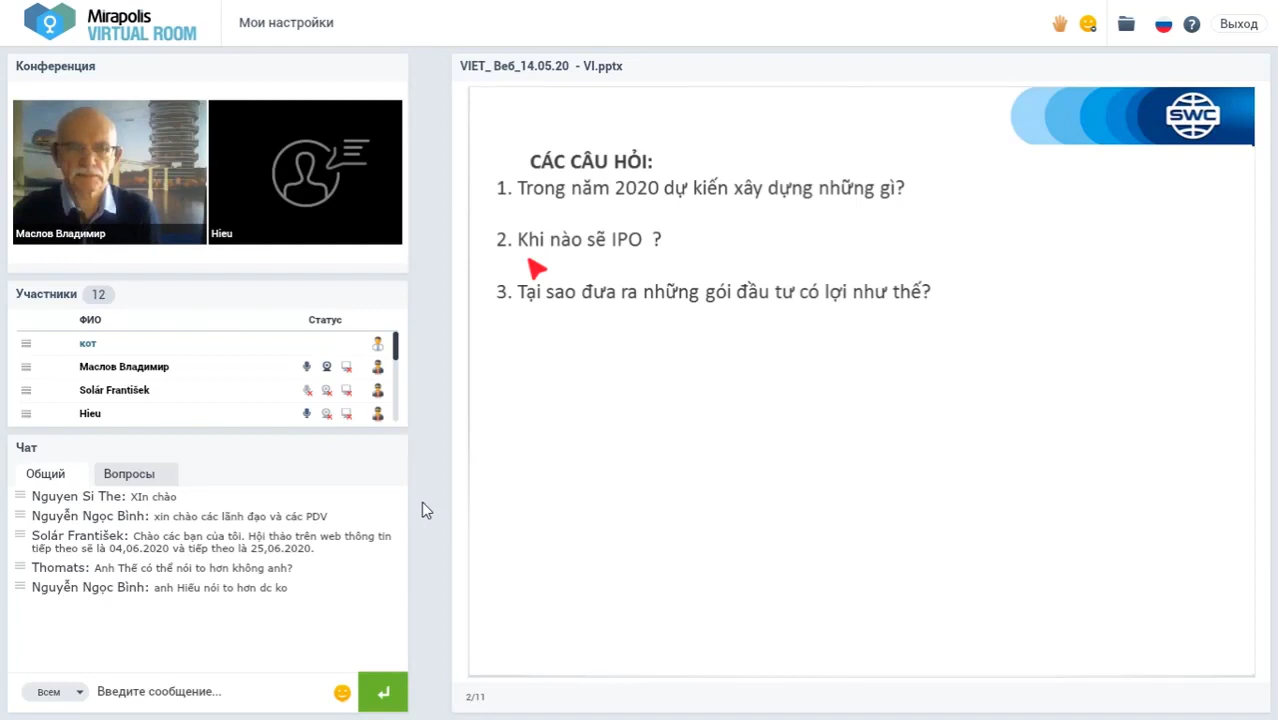 Mirapolis
VIRTUAL ROOM
Мои настройки
Выход
Конференция
Маслов Владимир
Hieu
Участники 12
ФИО Статус
кот
Маслов Владимир
Solár František
Hieu
Чат
Общий Вопросы
Nguyen Si The: XIn chào
Nguyễn Ngọc Bình: xin chào các lãnh đạo và các PDV
Solár František: Chào các bạn của tôi. Hội thảo trên web thông tin
tiếp theo sẽ là 04,06.2020 và tiếp theo là 25,06.2020.
Thomats: Anh Thế có thể nói to hơn không anh?
Nguyễn Ngọc Bình: anh Hiếu nói to hơn dc ko
Всем Введите сообщение...
VIET_ Веб_14.05.20 - VI.pptx
SWC
CÁC CÂU HỎI:
1. Trong năm 2020 dự kiến xây dựng những gì?
2. Khi nào sẽ IPO ?
3. Tại sao đưa ra những gói đầu tư có lợi như thế?
2/11